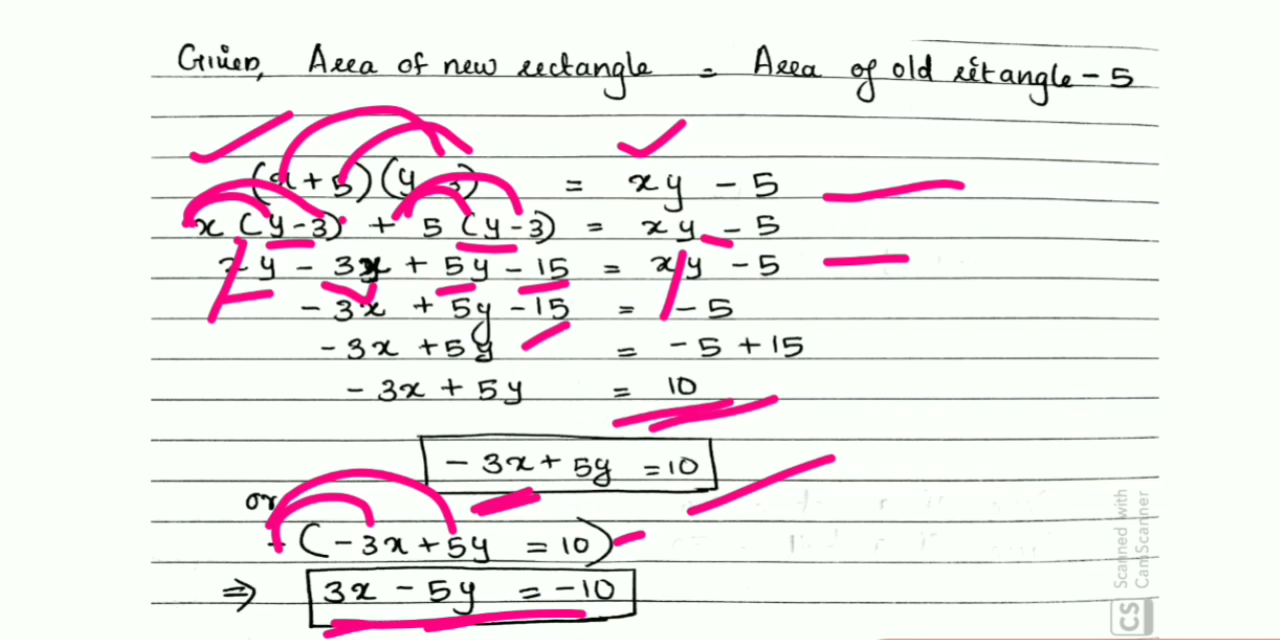 Given, Area of new rectangle = Area of old rectangle - 5
(x + 5) (y - 3) = xy - 5
x (y - 3) + 5 (y - 3) = xy - 5
xy - 3x + 5y - 15 = xy - 5
- 3x + 5y - 15 = - 5
- 3x + 5y = - 5 + 15
- 3x + 5y = 10
- 3x + 5y = 10
or
- (- 3x + 5y = 10)
⇒ 3x - 5y = - 10
Scanned with
CamScanner
CS